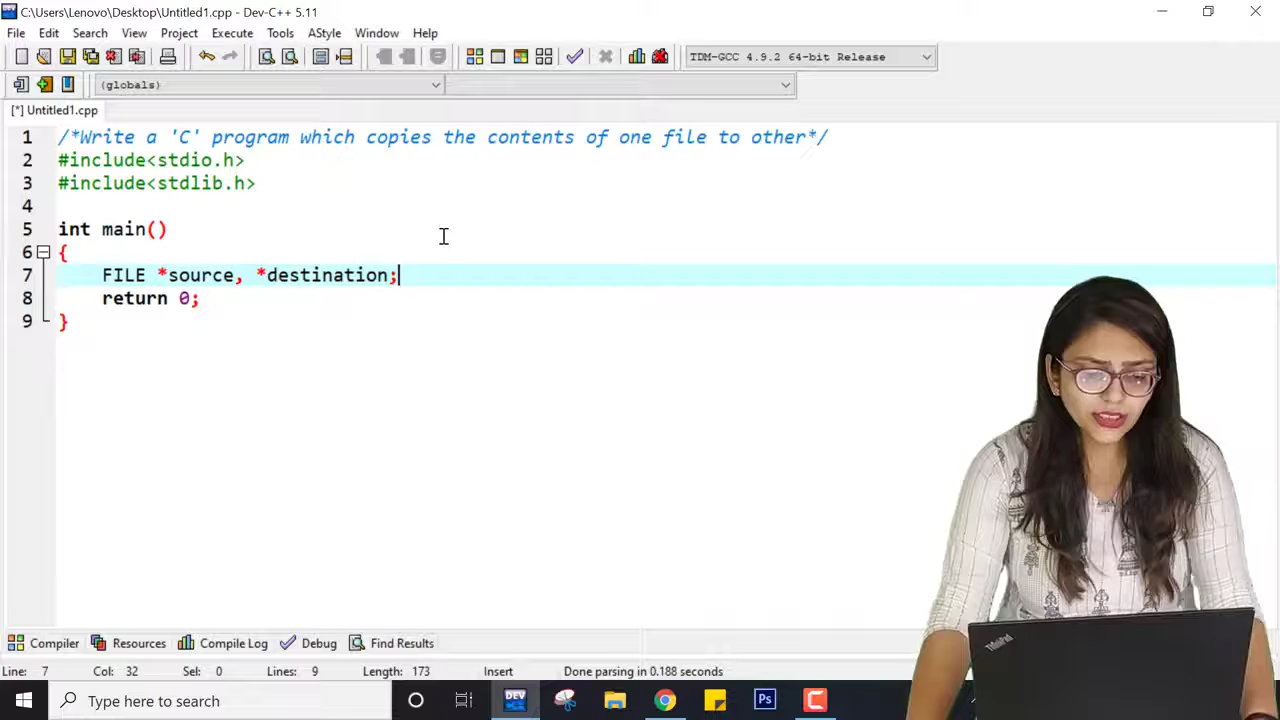 C:\Users\Lenovo\Desktop\Untitled1.cpp - Dev-C++ 5.11
File Edit Search View Project Execute Tools AStyle Window Help
TDM-GCC 4.9.2 64-bit Release
(globals)
[*] Untitled1.cpp
1 /*Write a 'C' program which copies the contents of one file to other*/
2 #include<stdio.h>
3 #include<stdlib.h>
4
5 int main()
6 {
7 FILE *source, *destination;
8 return 0;
9 }
Compiler Resources Compile Log Debug Find Results
Line: 7 Col: 32 Sel: 0 Lines: 9 Length: 173 Insert Done parsing in 0.188 seconds
Type here to search DEV Ps
ThinkPad